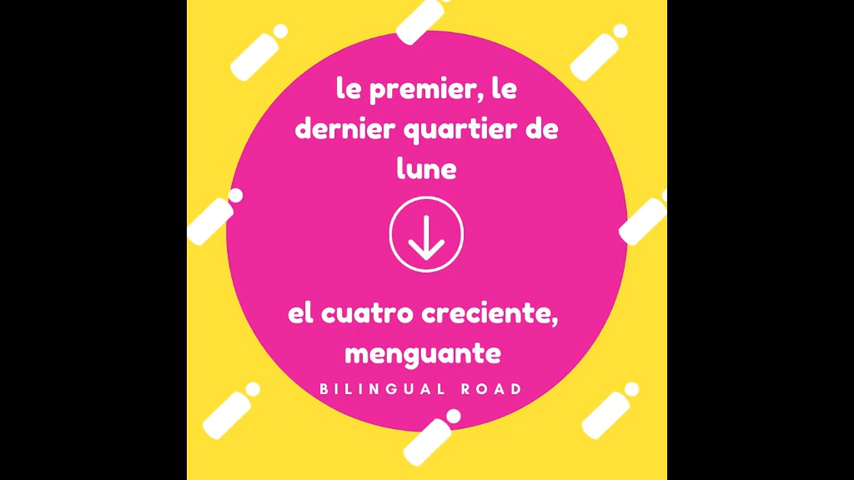 le premier, le
dernier quartier de
lune
el cuatro creciente,
menguante
BILINGUAL ROAD